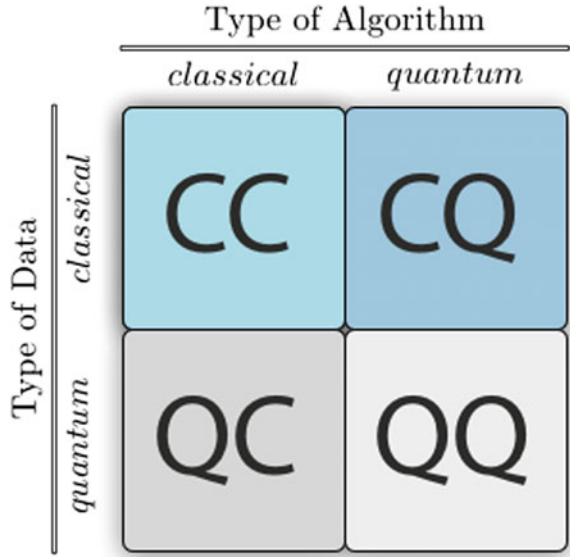 Type of Algorithm
classical quantum
Type of Data
classical
CC CQ
quantum
QC QQ